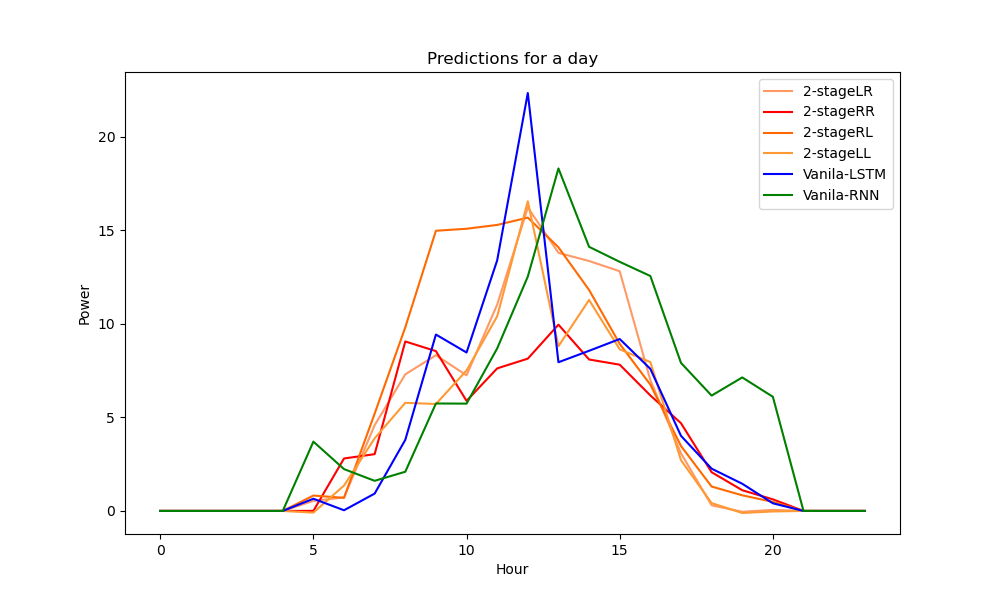 Predictions for a day
2-stageLR
2-stageRR
2-stageRL
2-stageLL
Vanila-LSTM
Vanila-RNN
Power
20
15
10
5
0
0 5 10 15 20
Hour